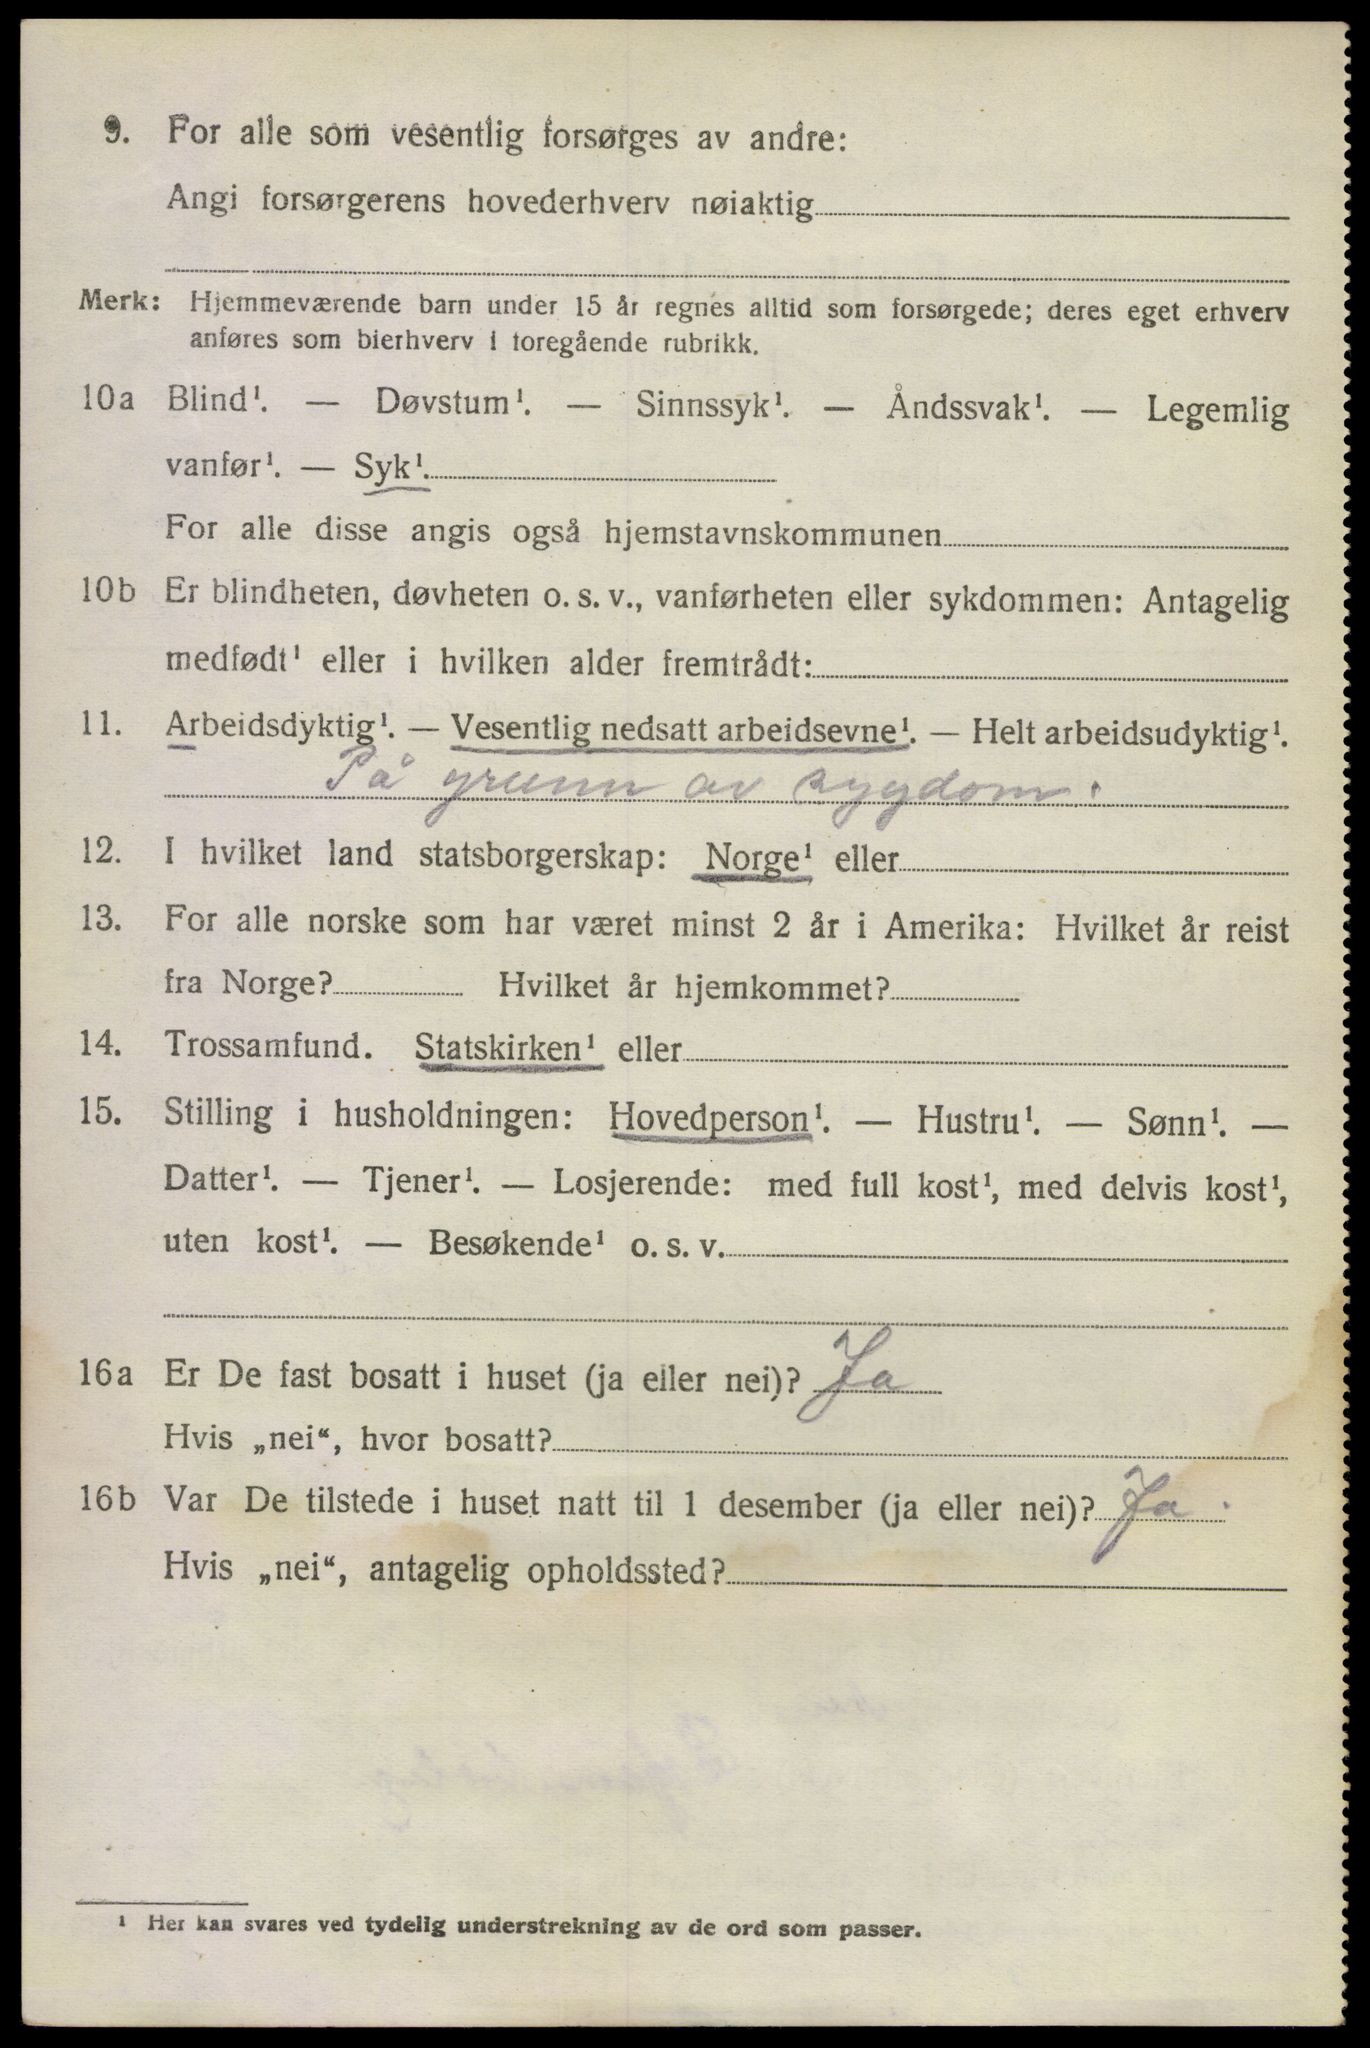 9. For alle som vesentlig forsørges av andre:
Angi forsørgerens hovederhverv nøiaktig
Merk: Hjemmeværende barn under 15 år regnes alltid som forsørgede; deres eget erhverv
anføres som bierhverv i foregående rubrikk.
10a Blind¹. — Døvstum¹. — Sinnssyk¹. — Åndssvak¹. — Legemlig
vanfør¹. — Syk¹.
For alle disse angis også hjemstavnskommunen
10b Er blindheten, døvheten o. s. v., vanførheten eller sykdommen: Antagelig
medfødt¹ eller i hvilken alder fremtrådt:
11. Arbeidsdyktig¹. — Vesentlig nedsatt arbeidsevne¹. — Helt arbeidsudyktig¹.
På grunn av sygdom.
12. I hvilket land statsborgerskap: Norge¹ eller
13. For alle norske som har været minst 2 år i Amerika: Hvilket år reist
fra Norge? Hvilket år hjemkommet?
14. Trossamfund. Statskirken¹ eller
15. Stilling i husholdningen: Hovedperson¹. — Hustru¹. — Sønn¹. —
Datter¹. — Tjener¹. — Losjerende: med full kost¹, med delvis kost¹,
uten kost¹. — Besøkende¹ o. s. v.
16a Er De fast bosatt i huset (ja eller nei)? Ja
Hvis „nei“, hvor bosatt?
16b Var De tilstede i huset natt til 1 desember (ja eller nei)? Ja.
Hvis „nei“, antagelig opholdssted?
¹ Her kan svares ved tydelig understrekning av de ord som passer.